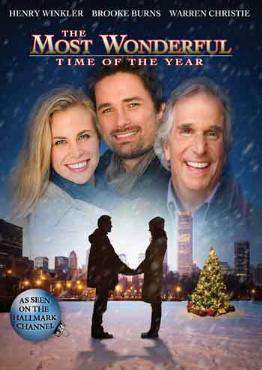 HENRY WINKLER BROOKE BURNS WARREN CHRISTIE
THE
MOST WONDERFUL
TIME OF THE YEAR
AS SEEN
ON THE
HALLMARK
CHANNEL